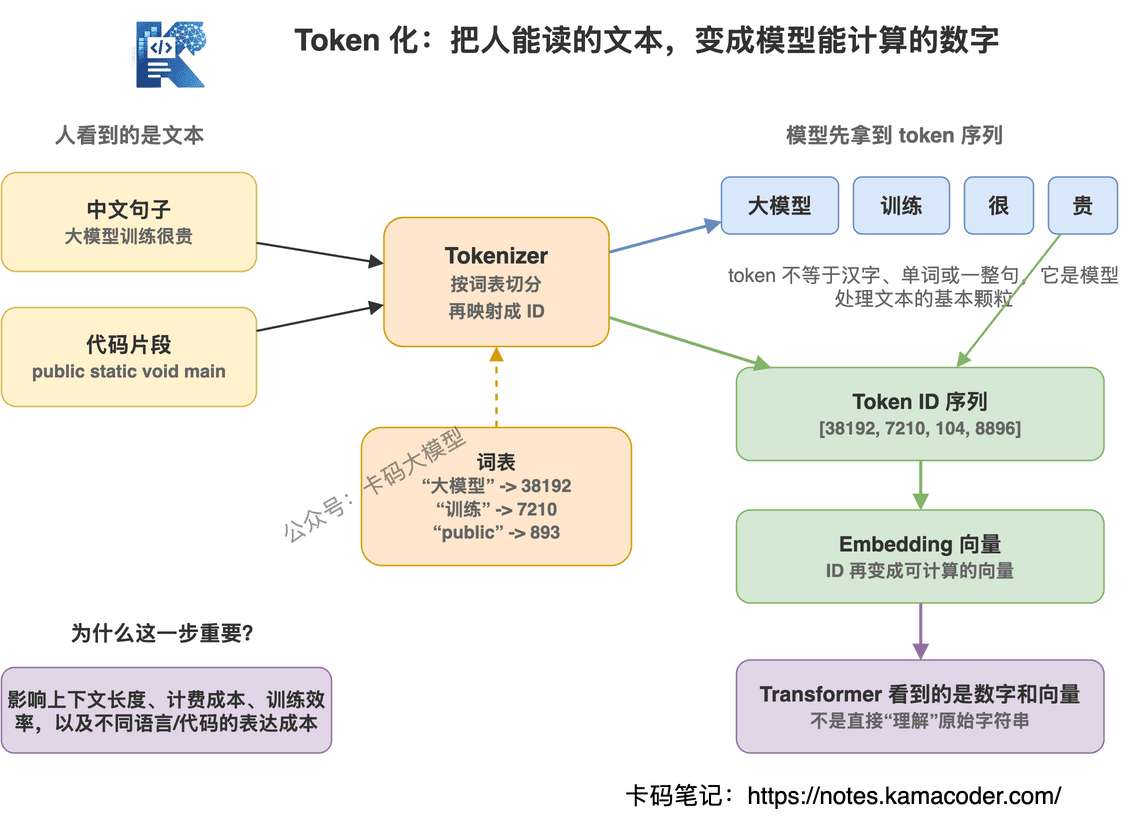 Token 化：把人能读的文本，变成模型能计算的数字
</>
人看到的是文本
模型先拿到 token 序列
中文句子
大模型训练很贵
代码片段
public static void main
Tokenizer
按词表切分
再映射成 ID
大模型
训练
很
贵
token 不等于汉字、单词或一整句，它是模型
处理文本的基本颗粒
词表
“大模型” -> 38192
“训练” -> 7210
“public” -> 893
公众号：卡码大模型
Token ID 序列
[38192, 7210, 104, 8896]
Embedding 向量
ID 再变成可计算的向量
Transformer 看到的是数字和向量
不是直接“理解”原始字符串
为什么这一步重要?
影响上下文长度、计费成本、训练效
率，以及不同语言/代码的表达成本
卡码笔记：https://notes.kamacoder.com/